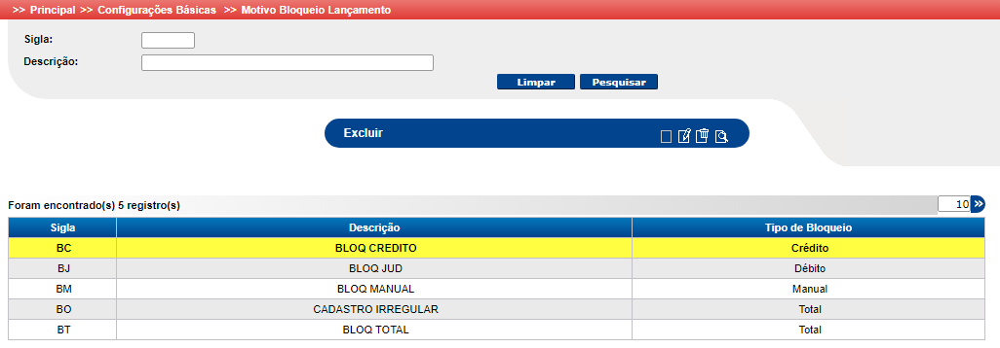 >> Principal >> Configurações Básicas >> Motivo Bloqueio Lançamento
Sigla:
Descrição:
Limpar Pesquisar
Excluir
Foram encontrado(s) 5 registro(s) 10
Sigla Descrição Tipo de Bloqueio
BC BLOQ CREDITO Crédito
BJ BLOQ JUD Débito
BM BLOQ MANUAL Manual
BO CADASTRO IRREGULAR Total
BT BLOQ TOTAL Total